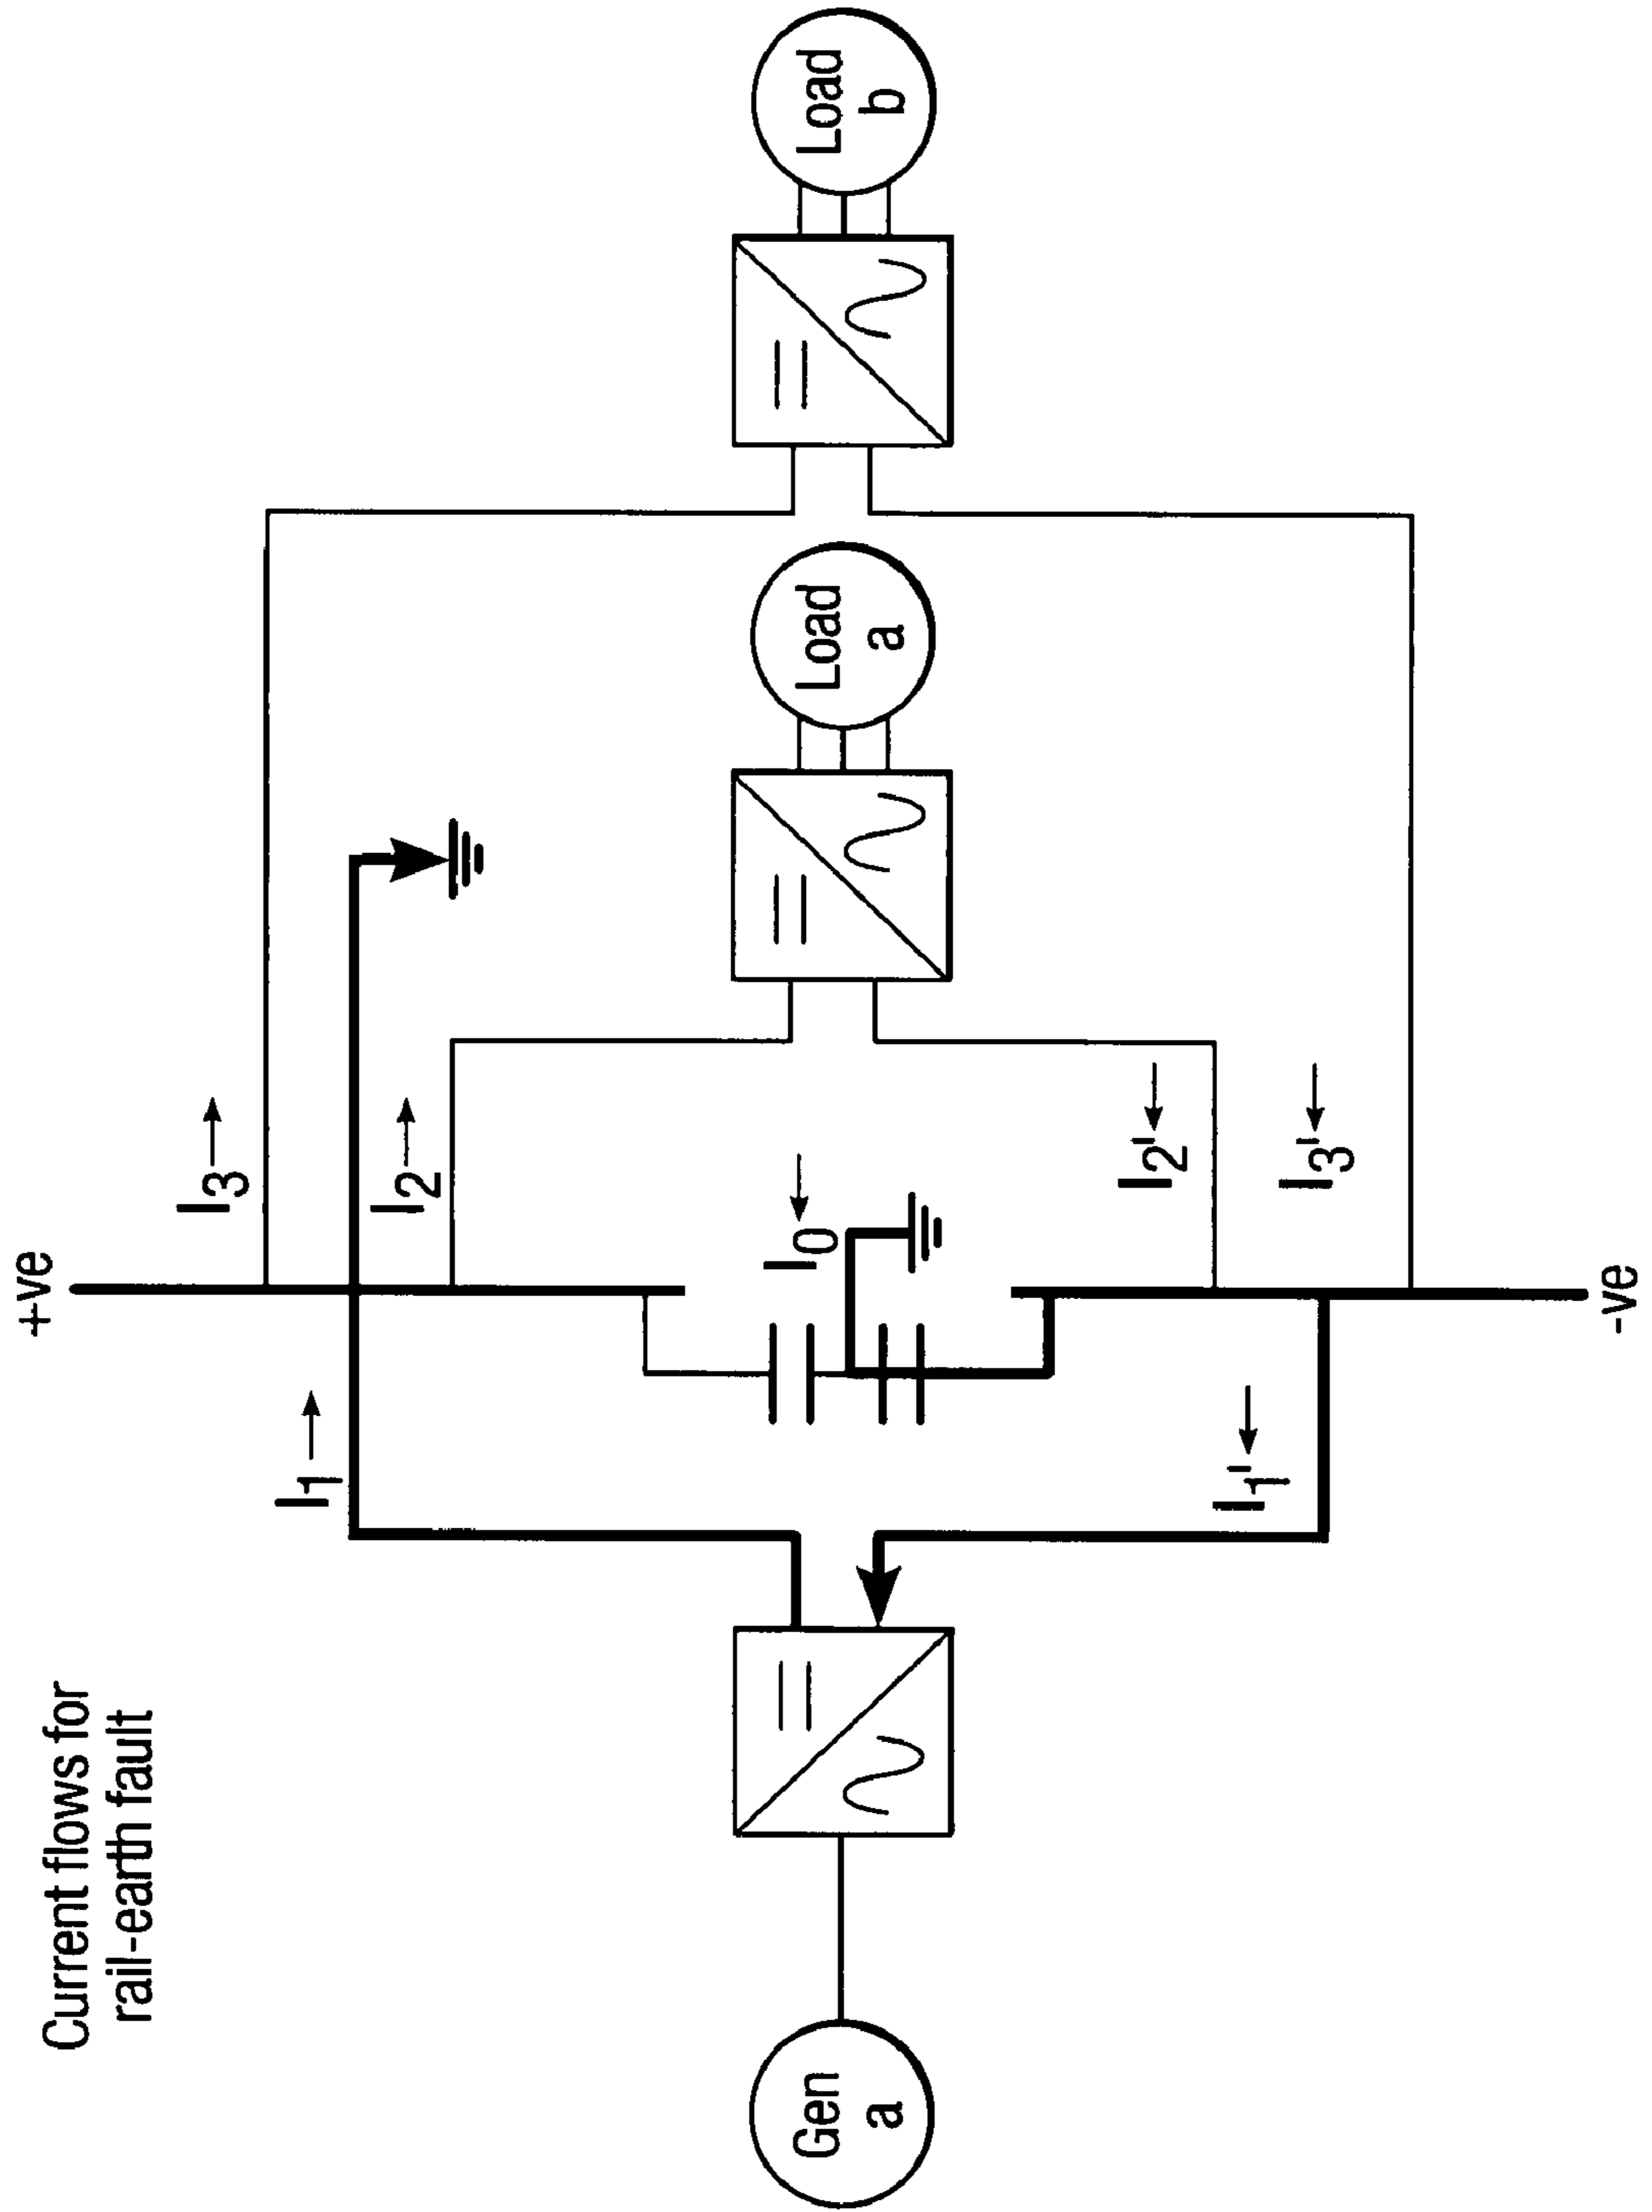 Current flows for
rail-earth fault
+ve
-ve
I1
I1'
I0
I2
I2'
I3
I3'
Gen
a
Load
a
Load
b